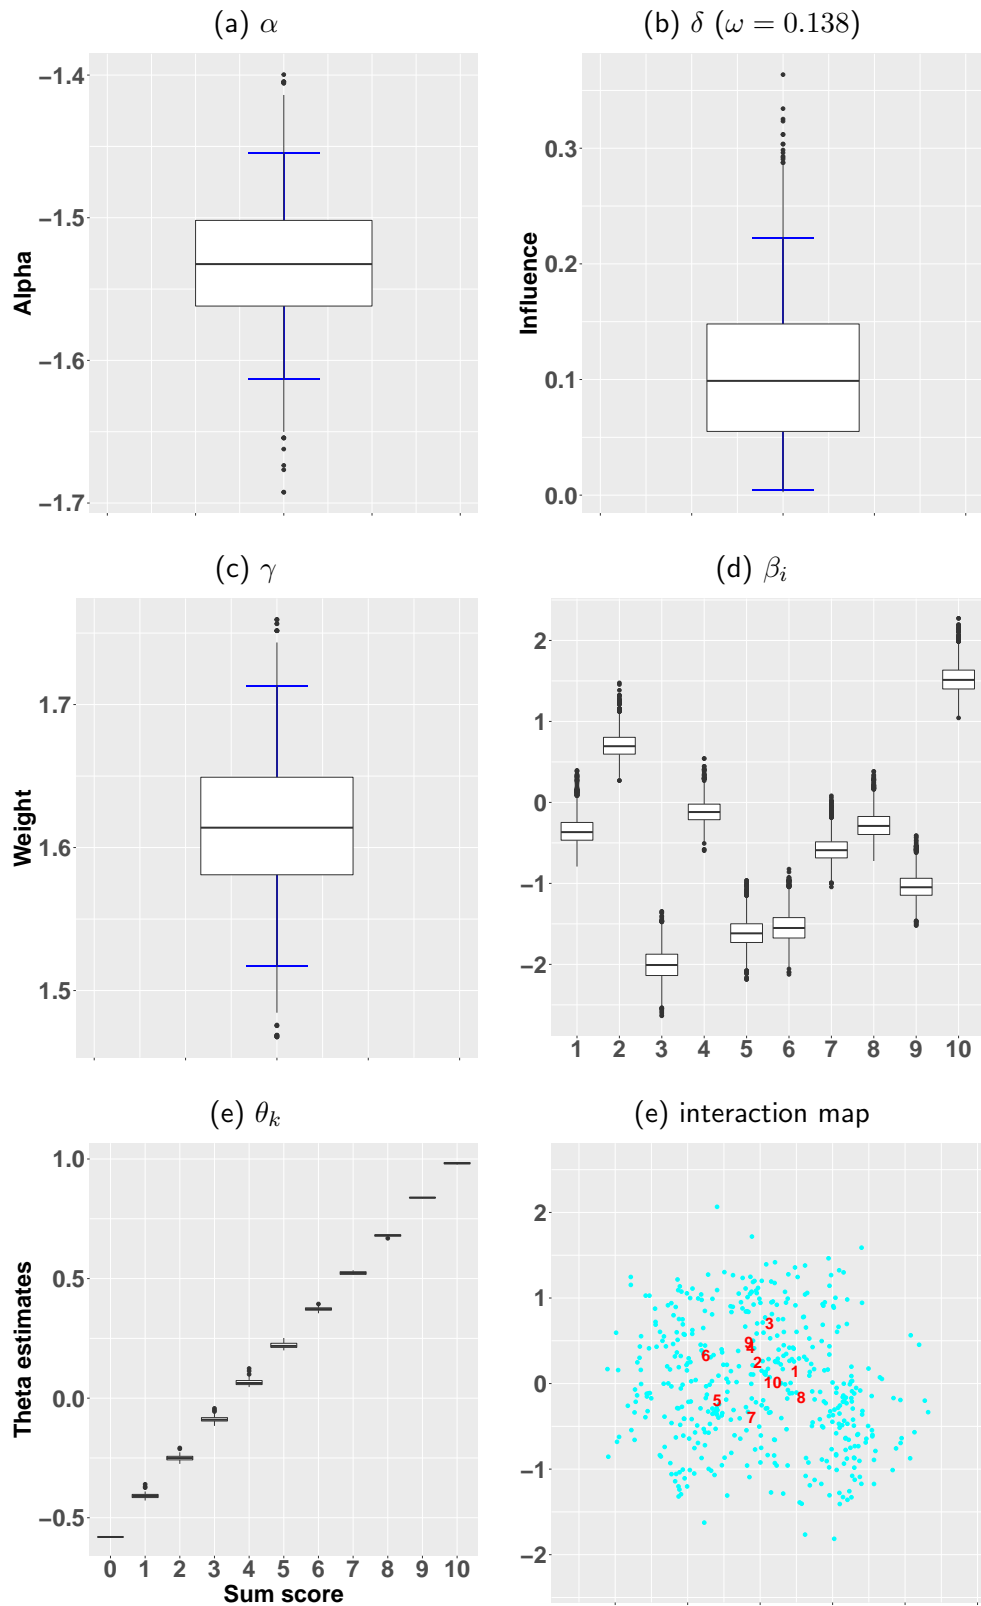 (a) α
(b) δ (ω = 0.138)
−1.4
−1.5
−1.6
−1.7
Alpha
0.3
0.2
0.1
0.0
Influence
(c) γ
(d) βi
1.7
1.6
1.5
Weight
2
1
0
−1
−2
1 2 3 4 5 6 7 8 9 10
(e) θk
(e) interaction map
1.0
0.5
0.0
−0.5
Theta estimates
0 1 2 3 4 5 6 7 8 9 10
Sum score
2
1
0
−1
−2
3
9
4
6
2
1
10
5
8
7